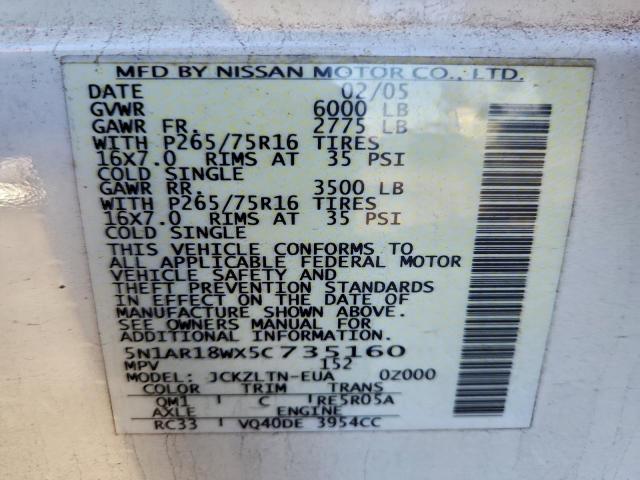 MFD BY NISSAN MOTOR CO., LTD.
DATE 02/05
GVWR 6000 LB
GAWR FR. 2775 LB
WITH P265/75R16 TIRES
16X7.0 RIMS AT 35 PSI
COLD SINGLE
GAWR RR. 3500 LB
WITH P265/75R16 TIRES
16X7.0 RIMS AT 35 PSI
COLD SINGLE
THIS VEHICLE CONFORMS TO
ALL APPLICABLE FEDERAL MOTOR
VEHICLE SAFETY AND
THEFT PREVENTION STANDARDS
IN EFFECT ON THE DATE OF
MANUFACTURE SHOWN ABOVE.
SEE OWNERS MANUAL FOR
ADDITIONAL INFORMATION
5N1AR18WX5C735160
MPV 152
MODEL: JCKZLTN-EUA 0Z000
COLOR TRIM TRANS
QM1 C RE5R05A
AXLE ENGINE
RC33 VQ40DE 3954CC